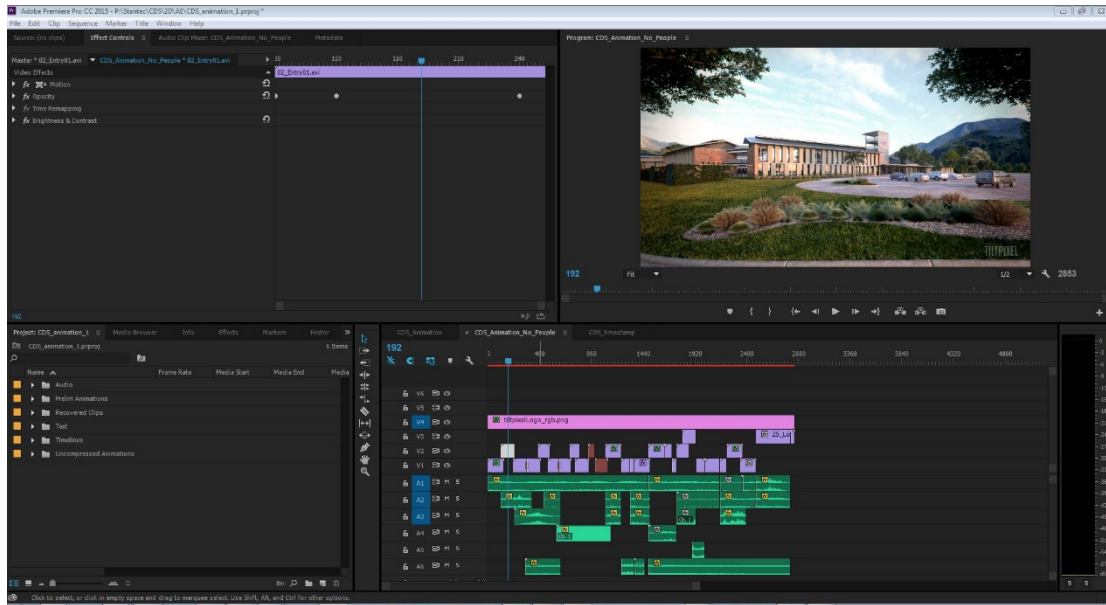 Adobe Premiere Pro CC 2015 - P:\Stantec\CDS\2D\AE\CDS_animation_1.prproj *
File Edit Clip Sequence Marker Title Window Help
Source: (no clips) Effect Controls Audio Clip Mixer: CDS_Animation_No_People Metadata
Program: CDS_Animation_No_People
Master * 02_Entry01.avi CDS_Animation_No_People * 02_Entry01.avi
180 210 240
Video Effects 02_Entry01.avi
fx Motion
fx Opacity
fx Time Remapping
fx Brightness & Contrast
TILTPIXEL
192 Fit 1/2 2853
192
Project: CDS_animation_1 Media Browser Info Effects Markers Histor
CDS_Animation CDS_Animation_No_People CDS_timestamp
CDS_animation_1.prproj 6 Items
192
480 960 1440 1920 2400 2880 3360 3840 4320 4800
Name Frame Rate Media Start Media End Media
Audio
Prelim Animations
Recovered Clips
Text
Timelines
Uncompressed Animations
V6
V5
V4 tiltpixelLogo_rgb.png
V3 25_Lo
V2
V1
A1 M S
A2 M S
A3 M S
A4 M S
A5 M S
A6 M S
S S
Click to select, or click in empty space and drag to marquee select. Use Shift, Alt, and Ctrl for other options.